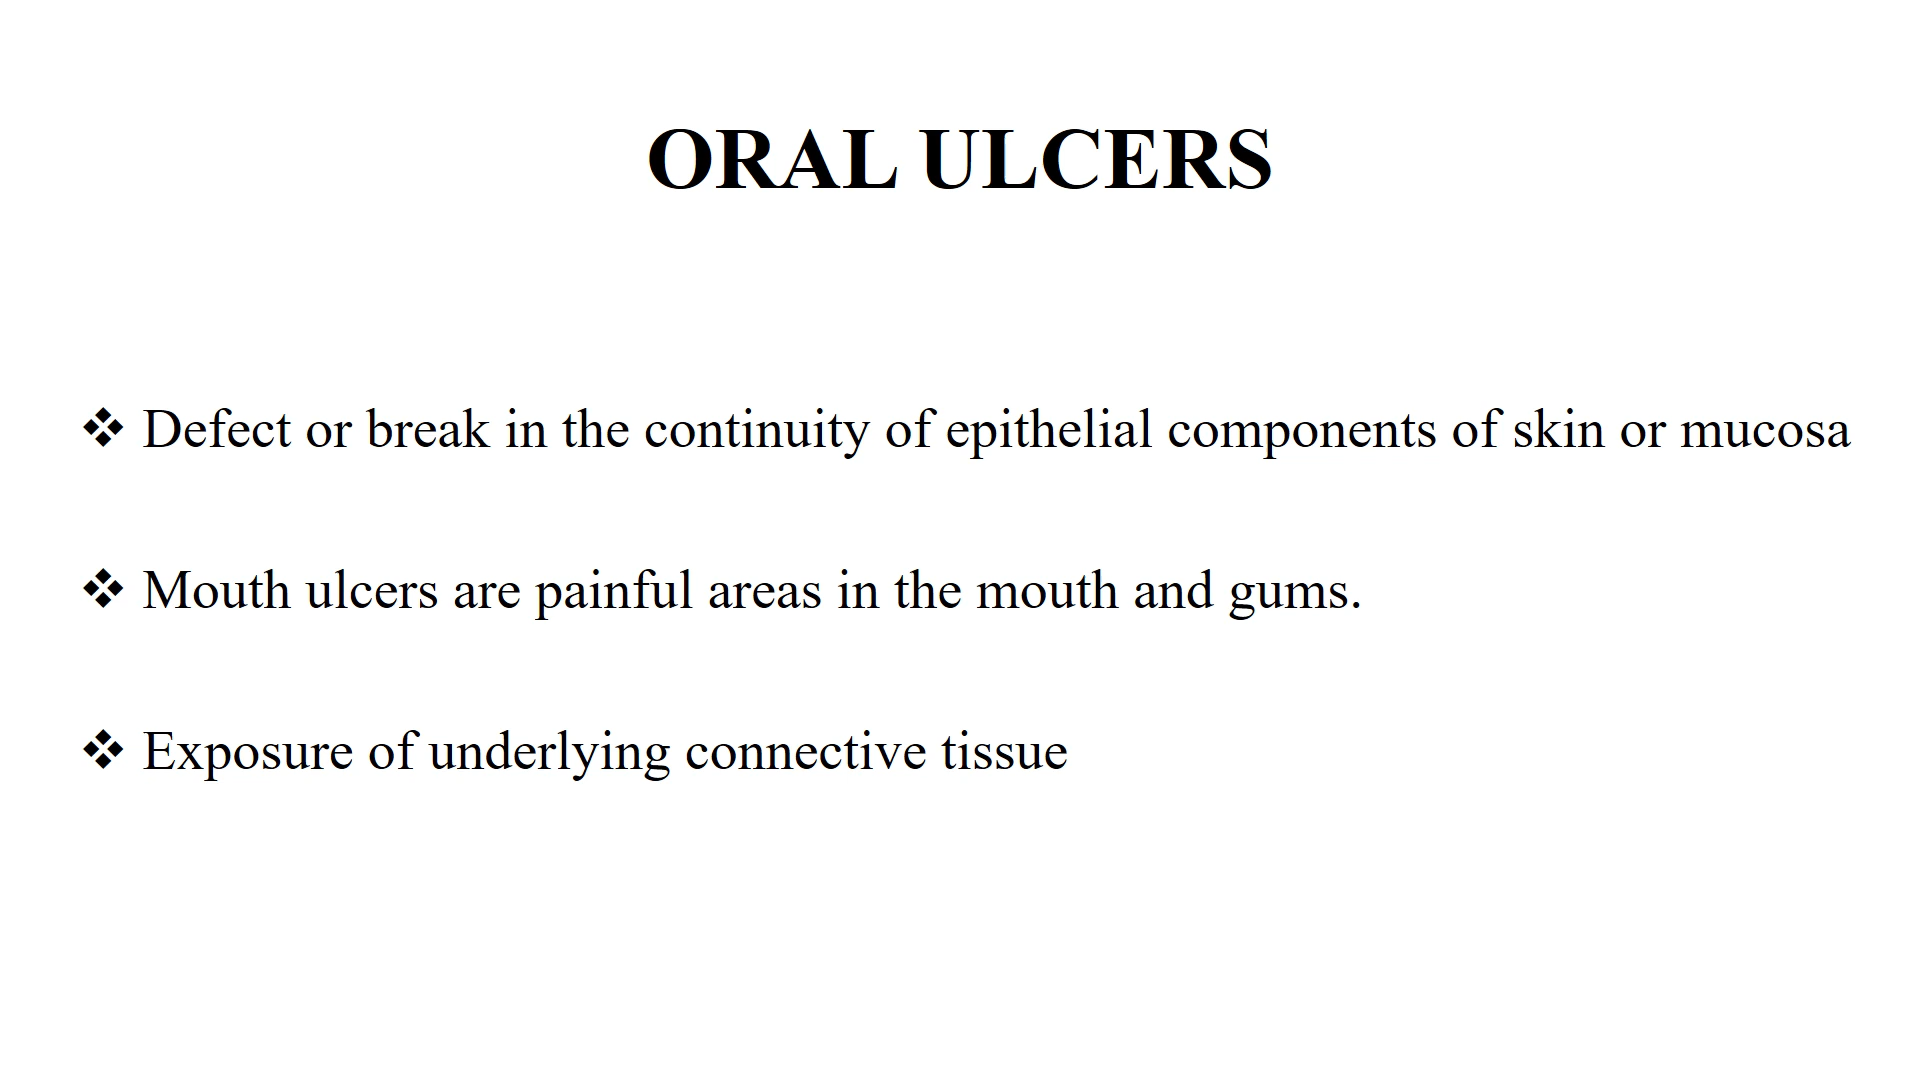 ORAL ULCERS
❖ Defect or break in the continuity of epithelial components of skin or mucosa
❖ Mouth ulcers are painful areas in the mouth and gums.
❖ Exposure of underlying connective tissue